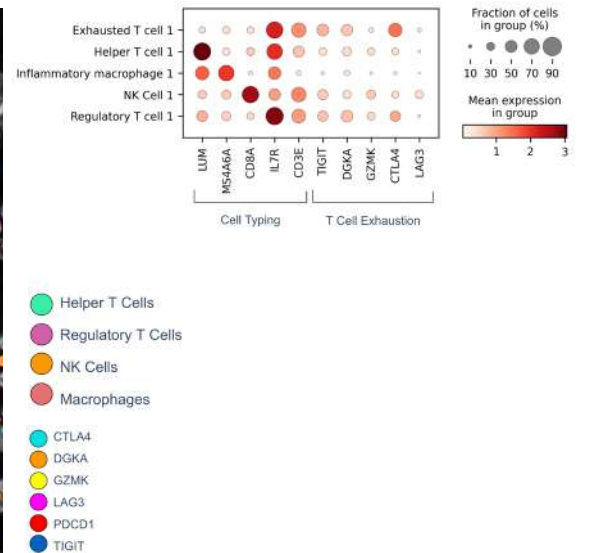 Exhausted T cell 1
Helper T cell 1
Inflammatory macrophage 1
NK Cell 1
Regulatory T cell 1
LUM
MS4A6A
CD8A
IL7R
CD3E
TIGIT
DGKA
GZMK
CTLA4
LAG3
Cell Typing
T Cell Exhaustion
Fraction of cells
in group (%)
10 30 50 70 90
Mean expression
in group
1 2 3
Helper T Cells
Regulatory T Cells
NK Cells
Macrophages
CTLA4
DGKA
GZMK
LAG3
PDCD1
TIGIT